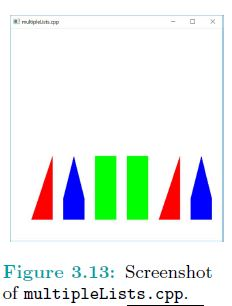 multipleLists.cpp
Figure 3.13: Screenshot
of multipleLists.cpp.